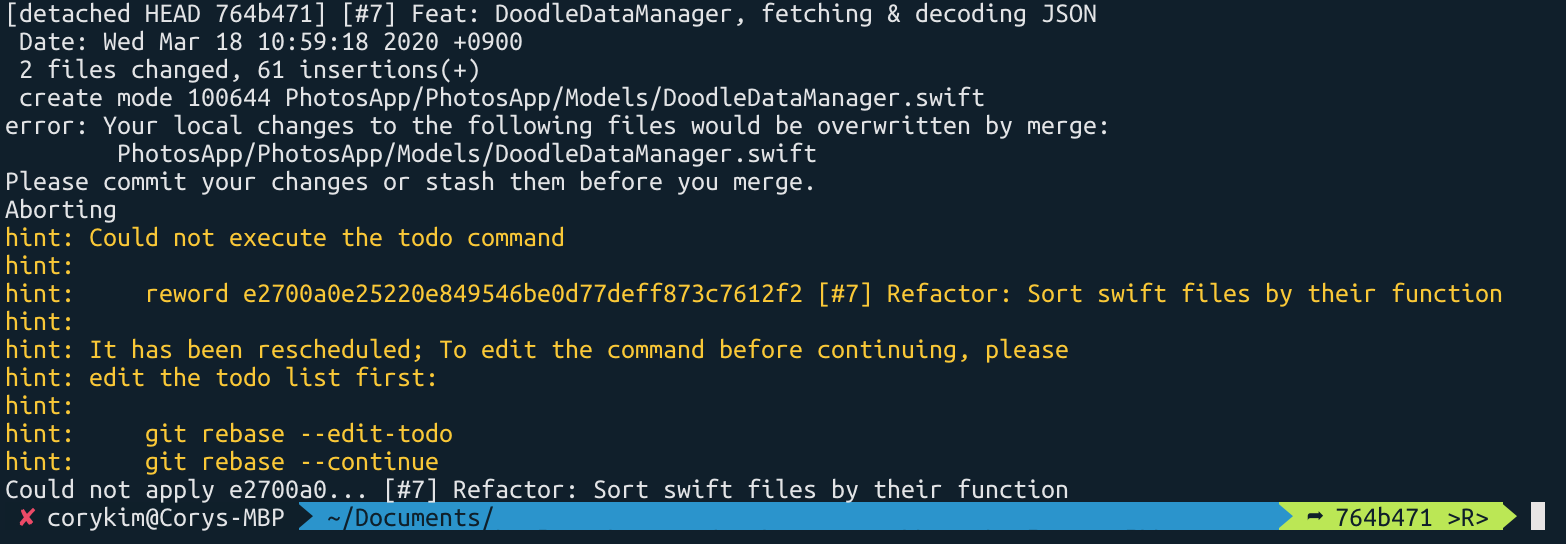 [detached HEAD 764b471] [#7] Feat: DoodleDataManager, fetching & decoding JSON
 Date: Wed Mar 18 10:59:18 2020 +0900
 2 files changed, 61 insertions(+)
 create mode 100644 PhotosApp/PhotosApp/Models/DoodleDataManager.swift
error: Your local changes to the following files would be overwritten by merge:
        PhotosApp/PhotosApp/Models/DoodleDataManager.swift
Please commit your changes or stash them before you merge.
Aborting
hint: Could not execute the todo command
hint:
hint:     reword e2700a0e25220e849546be0d77deff873c7612f2 [#7] Refactor: Sort swift files by their function
hint:
hint: It has been rescheduled; To edit the command before continuing, please
hint: edit the todo list first:
hint:
hint:     git rebase --edit-todo
hint:     git rebase --continue
Could not apply e2700a0... [#7] Refactor: Sort swift files by their function
✘ corykim@Corys-MBP  ~/Documents/  ➦ 764b471 >R>